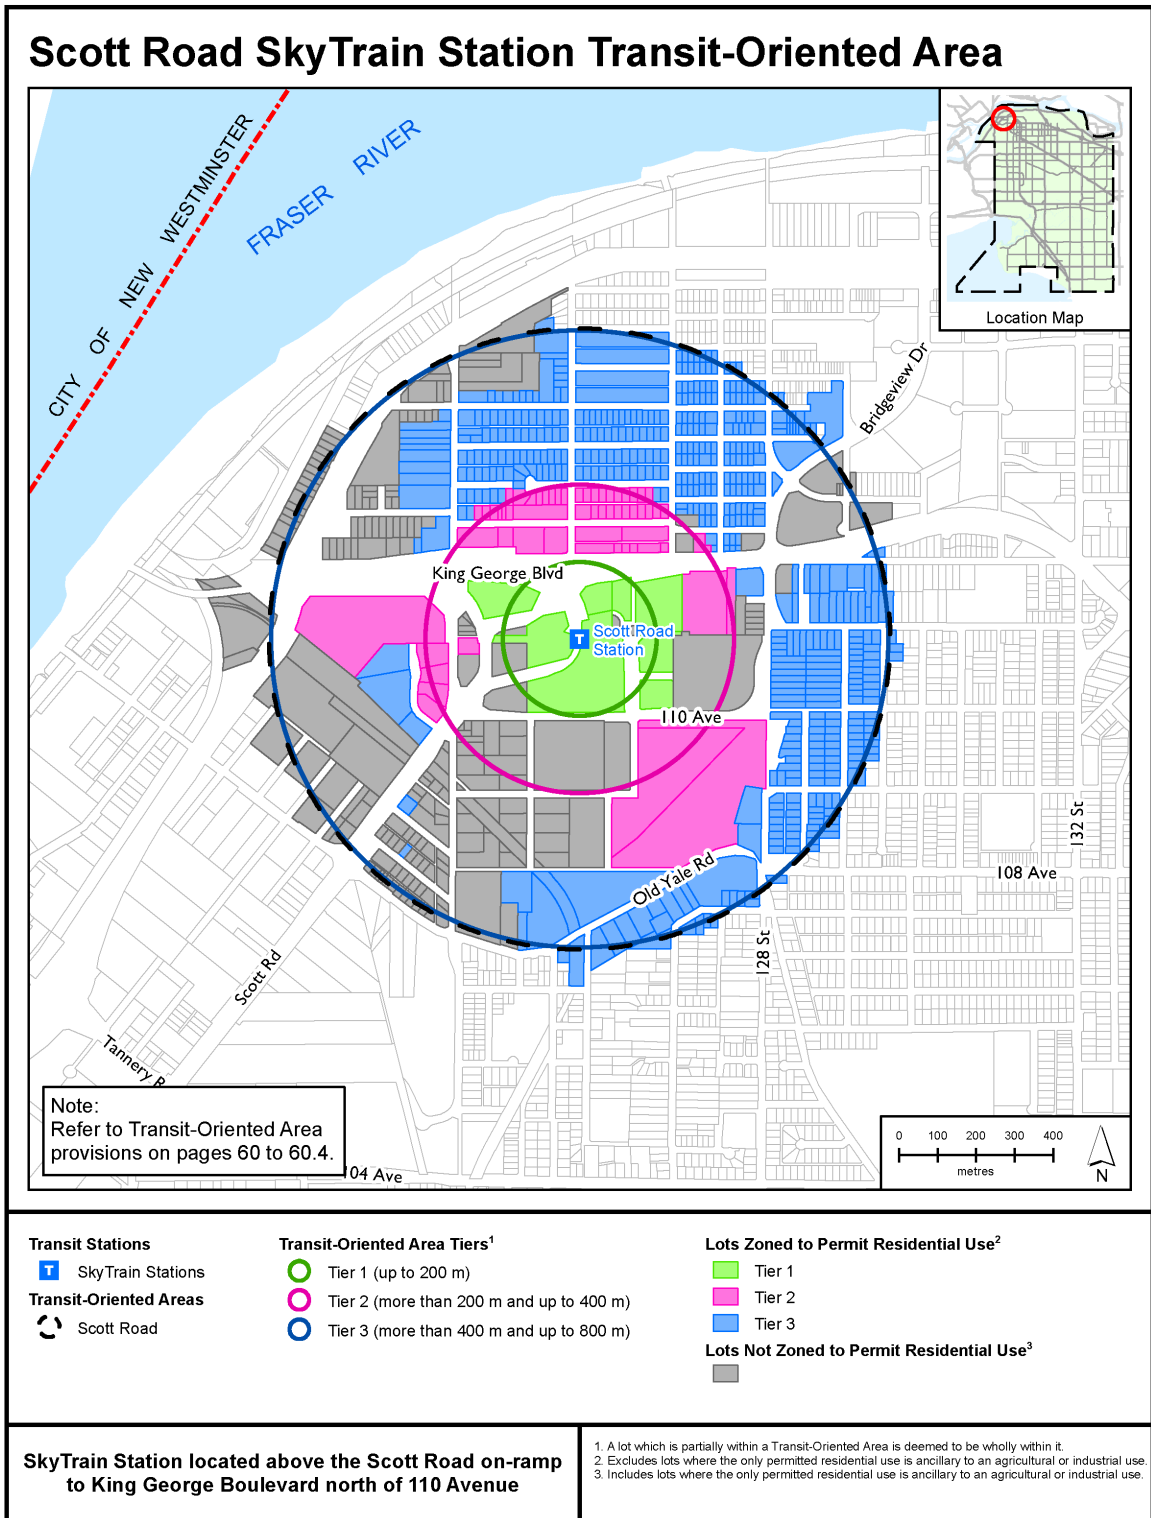 Scott Road SkyTrain Station Transit-Oriented Area
CITY OF NEW WESTMINSTER
FRASER RIVER
Location Map
Bridgeview Dr
King George Blvd
T
Scott Road
Station
110 Ave
132 St
108 Ave
Old Yale Rd
128 St
Scott Rd
Tannery R
104 Ave
Note:
Refer to Transit-Oriented Area
provisions on pages 60 to 60.4.
0 100 200 300 400
metres
N
Transit Stations
T SkyTrain Stations
Transit-Oriented Areas
Scott Road
Transit-Oriented Area Tiers1
Tier 1 (up to 200 m)
Tier 2 (more than 200 m and up to 400 m)
Tier 3 (more than 400 m and up to 800 m)
Lots Zoned to Permit Residential Use2
Tier 1
Tier 2
Tier 3
Lots Not Zoned to Permit Residential Use3
SkyTrain Station located above the Scott Road on-ramp
to King George Boulevard north of 110 Avenue
1. A lot which is partially within a Transit-Oriented Area is deemed to be wholly within it.
2. Excludes lots where the only permitted residential use is ancillary to an agricultural or industrial use.
3. Includes lots where the only permitted residential use is ancillary to an agricultural or industrial use.